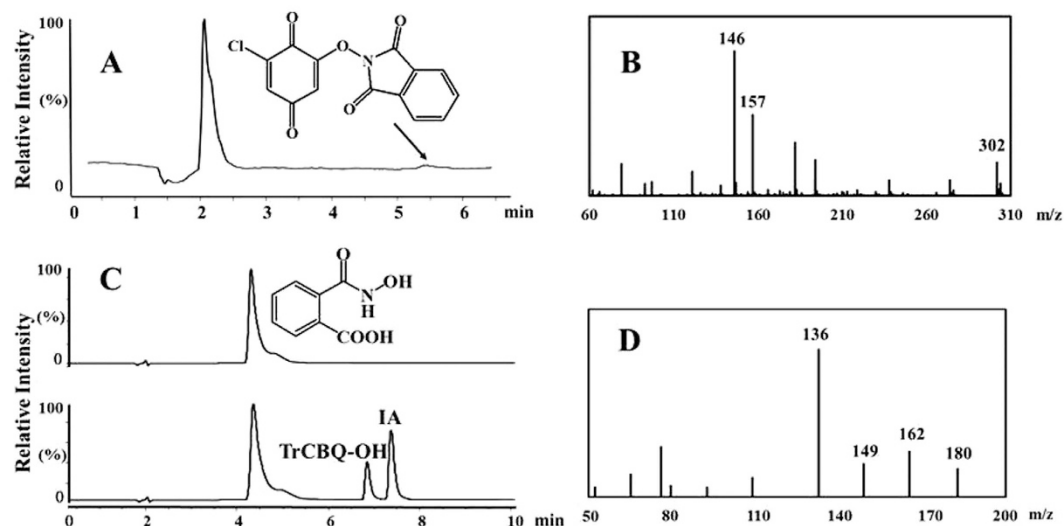 100
A
Relative Intensity
(%)
0
0 1 2 3 4 5 6 min
Cl
O
O
O
N
O
O
B
146
157
302
60 110 160 210 260 310 m/z
100
C
Relative Intensity
(%)
0
O
OH
N
H
COOH
100
(%)
0
TrCBQ-OH
IA
0 2 4 6 8 10 min
D
136
149
162
180
50 80 110 140 170 200 m/z